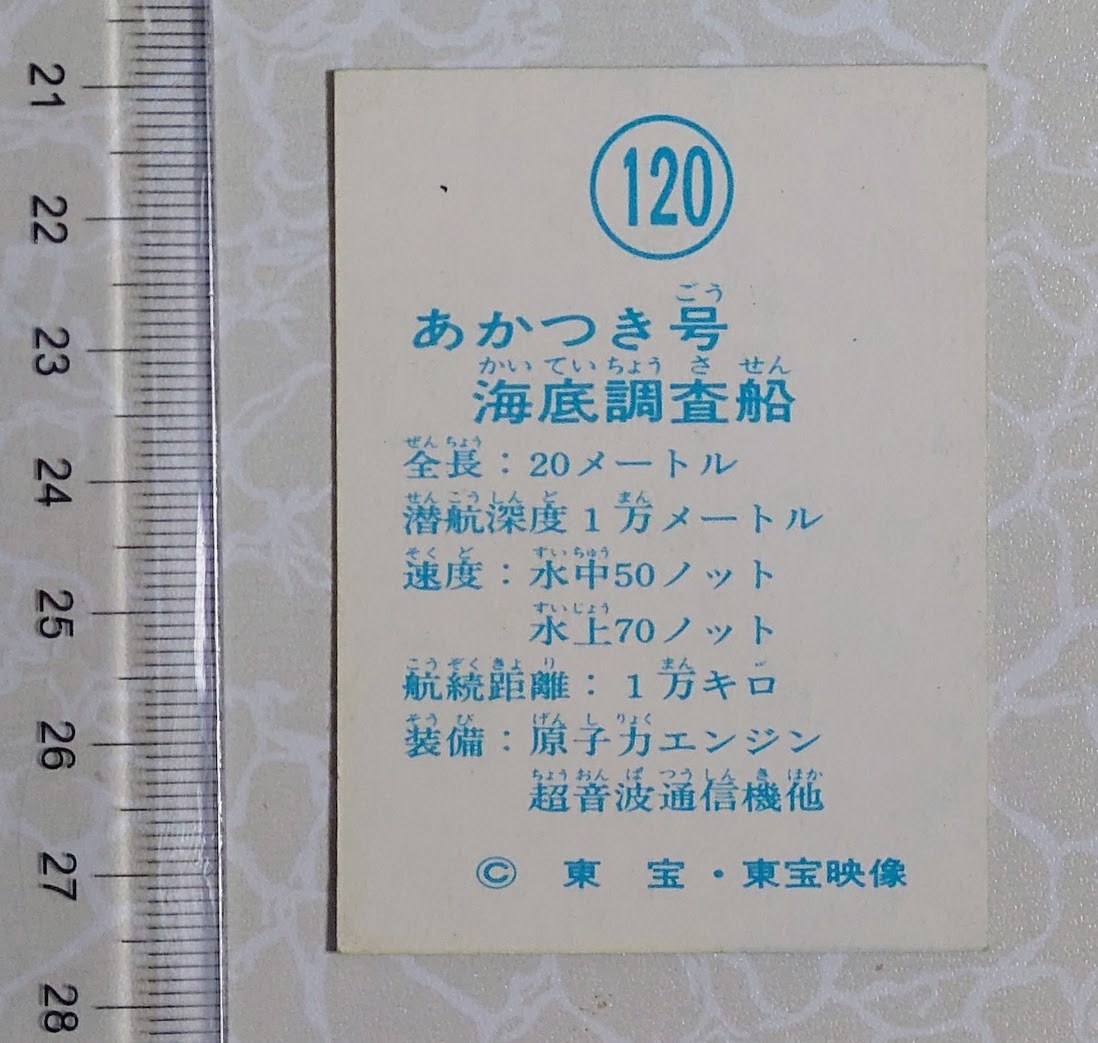 21
22
23
24
25
26
27
28
120
ごう
あかつき号
かいていちょうさせん
海底調査船
ぜんちょう
全長：20メートル
せんこうしんど まん
潜航深度1万メートル
そくど すいちゅう
速度：水中50ノット
すいじょう
水上70ノット
こうぞくきょり まん
航続距離：1万キロ
そうび げんしりょく
装備：原子力エンジン
ちょうおんぱつうしんきほか
超音波通信機他
© 東宝・東宝映像